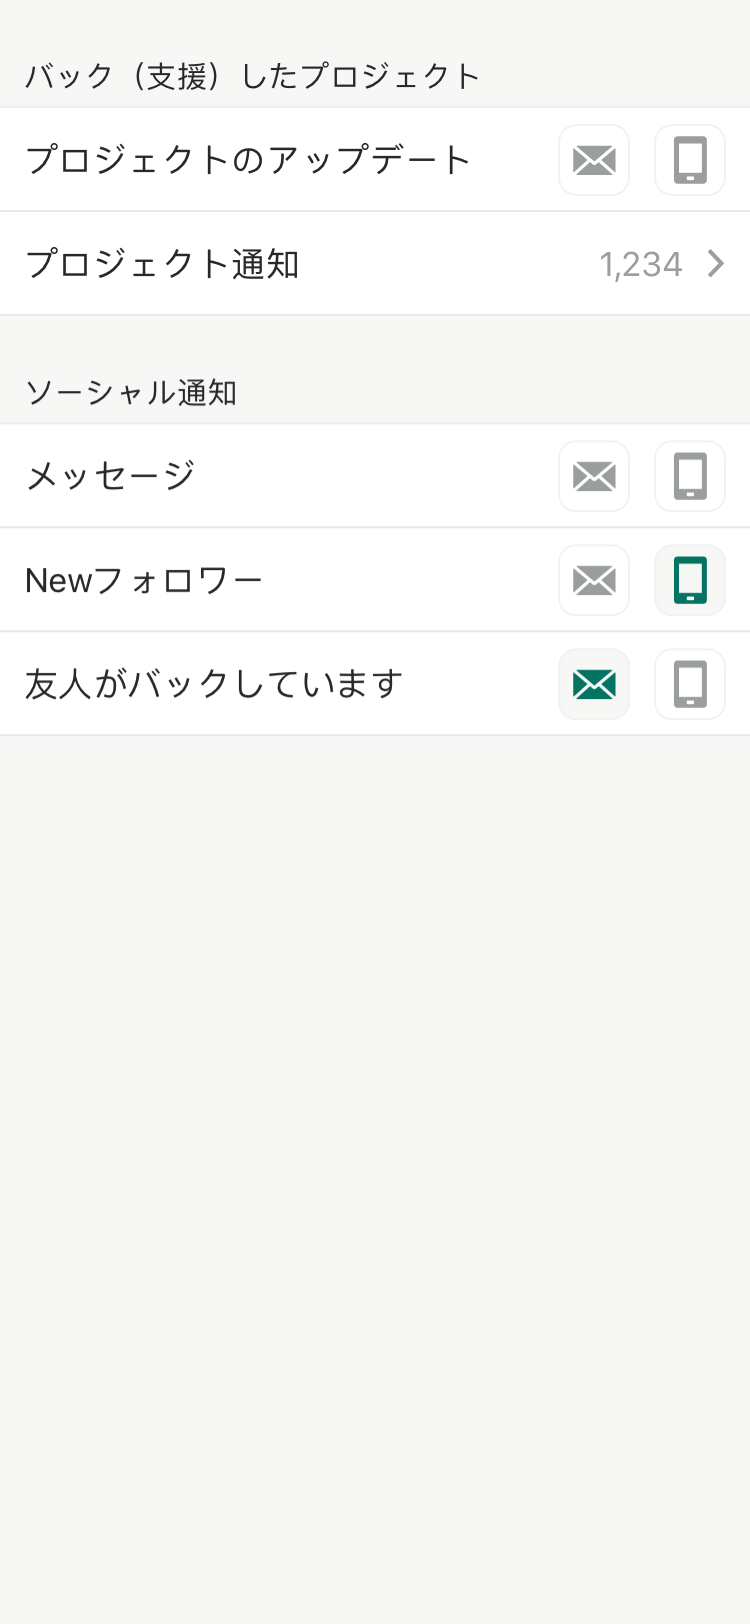 バック（支援）したプロジェクト
プロジェクトのアップデート
プロジェクト通知 1,234
ソーシャル通知
メッセージ
Newフォロワー
友人がバックしています